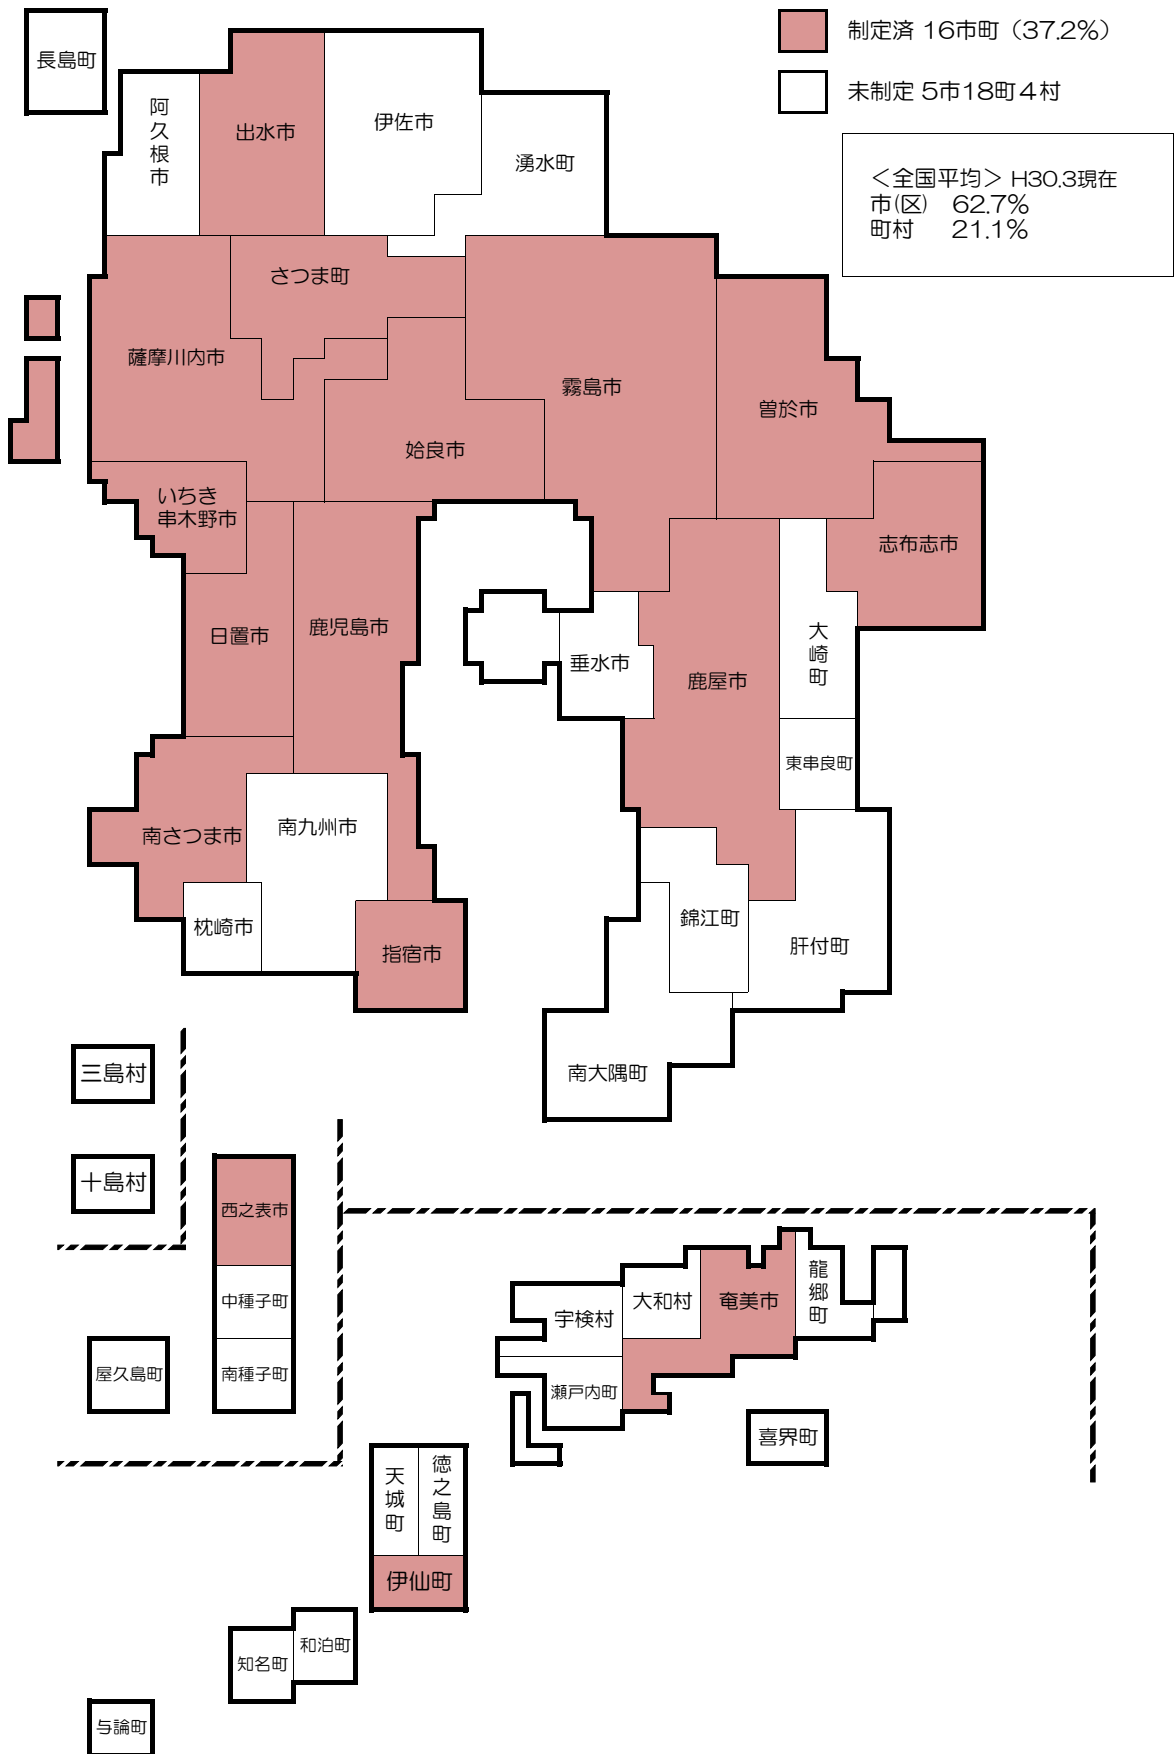 長島町
制定済 16市町（37.2%）
未制定 5市18町4村
＜全国平均＞ H30.3現在
市(区) 62.7%
町村 21.1%
阿久根市
出水市
伊佐市
湧水町
さつま町
薩摩川内市
霧島市
曽於市
姶良市
いちき
串木野市
志布志市
日置市
鹿児島市
垂水市
鹿屋市
大崎町
東串良町
南さつま市
南九州市
枕崎市
指宿市
錦江町
肝付町
南大隅町
三島村
十島村
西之表市
中種子町
南種子町
屋久島町
宇検村
大和村
奄美市
龍郷町
瀬戸内町
喜界町
天城町
徳之島町
伊仙町
和泊町
知名町
与論町